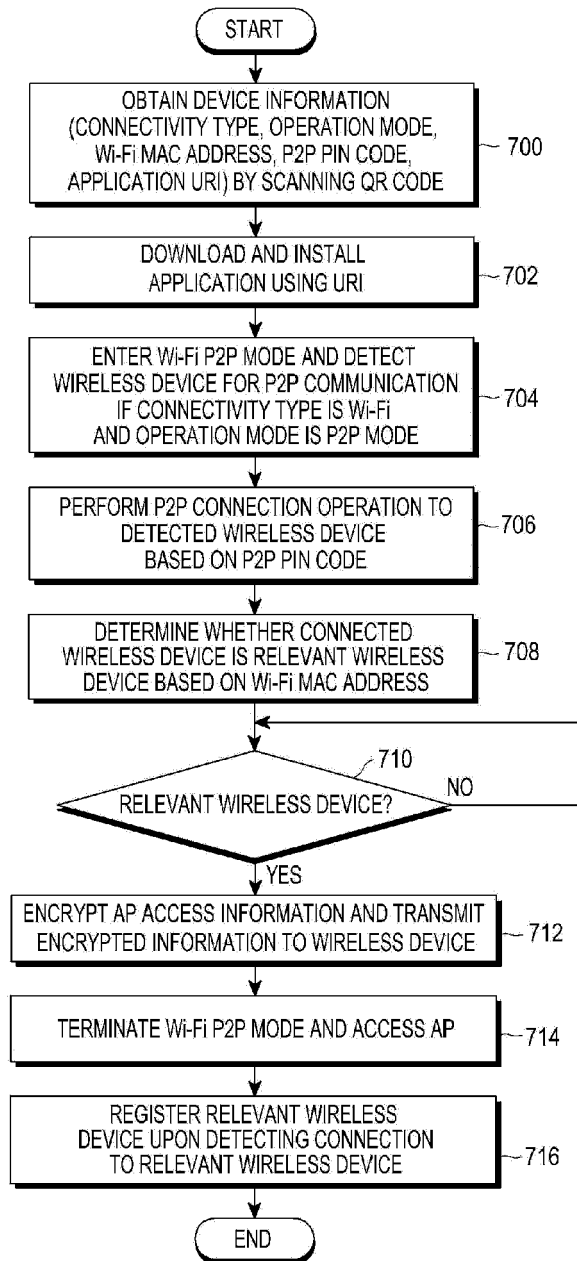 START
OBTAIN DEVICE INFORMATION
(CONNECTIVITY TYPE, OPERATION MODE,
Wi-Fi MAC ADDRESS, P2P PIN CODE,
APPLICATION URI) BY SCANNING QR CODE
700
DOWNLOAD AND INSTALL
APPLICATION USING URI
702
ENTER Wi-Fi P2P MODE AND DETECT
WIRELESS DEVICE FOR P2P COMMUNICATION
IF CONNECTIVITY TYPE IS Wi-Fi
AND OPERATION MODE IS P2P MODE
704
PERFORM P2P CONNECTION OPERATION TO
DETECTED WIRELESS DEVICE
BASED ON P2P PIN CODE
706
DETERMINE WHETHER CONNECTED
WIRELESS DEVICE IS RELEVANT WIRELESS
DEVICE BASED ON Wi-Fi MAC ADDRESS
708
710
RELEVANT WIRELESS DEVICE?
NO
YES
ENCRYPT AP ACCESS INFORMATION AND TRANSMIT
ENCRYPTED INFORMATION TO WIRELESS DEVICE
712
TERMINATE Wi-Fi P2P MODE AND ACCESS AP
714
REGISTER RELEVANT WIRELESS
DEVICE UPON DETECTING CONNECTION
TO RELEVANT WIRELESS DEVICE
716
END